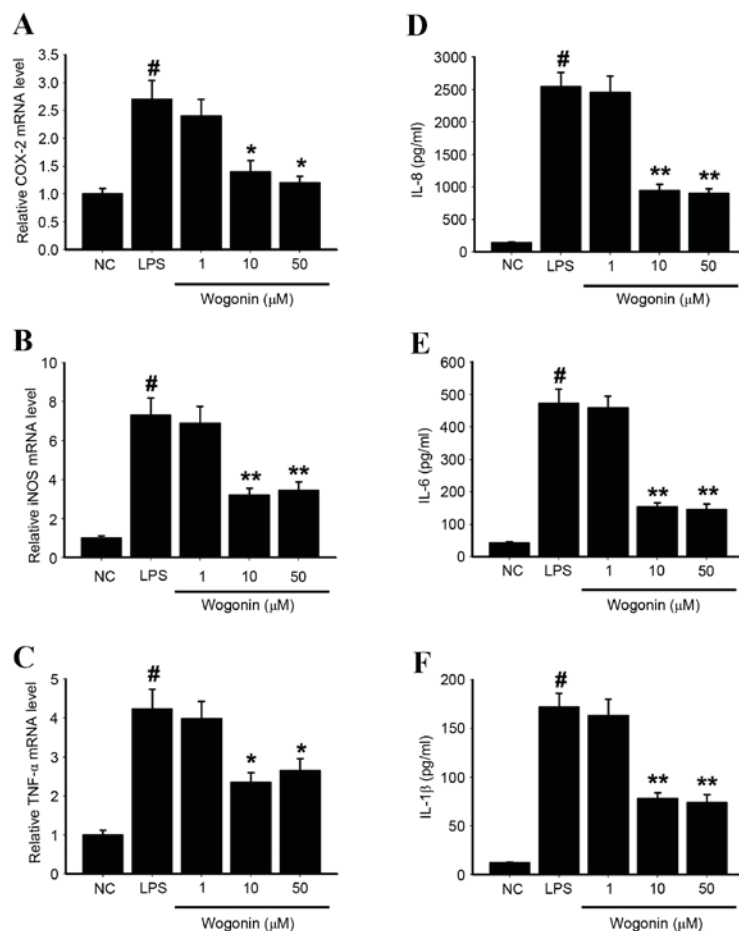 A
Relative COX-2 mRNA level
3.5
3.0
2.5
2.0
1.5
1.0
0.5
0.0
#
*
*
NC LPS 1 10 50
Wogonin (μM)
B
Relative iNOS mRNA level
10
8
6
4
2
0
#
**
**
NC LPS 1 10 50
Wogonin (μM)
C
Relative TNF-α mRNA level
5
4
3
2
1
0
#
*
*
NC LPS 1 10 50
Wogonin (μM)
D
IL-8 (pg/ml)
3000
2500
2000
1500
1000
500
0
#
**
**
NC LPS 1 10 50
Wogonin (μM)
E
IL-6 (pg/ml)
600
500
400
300
200
100
0
#
**
**
NC LPS 1 10 50
Wogonin (μM)
F
IL-1β (pg/ml)
200
150
100
50
0
#
**
**
NC LPS 1 10 50
Wogonin (μM)